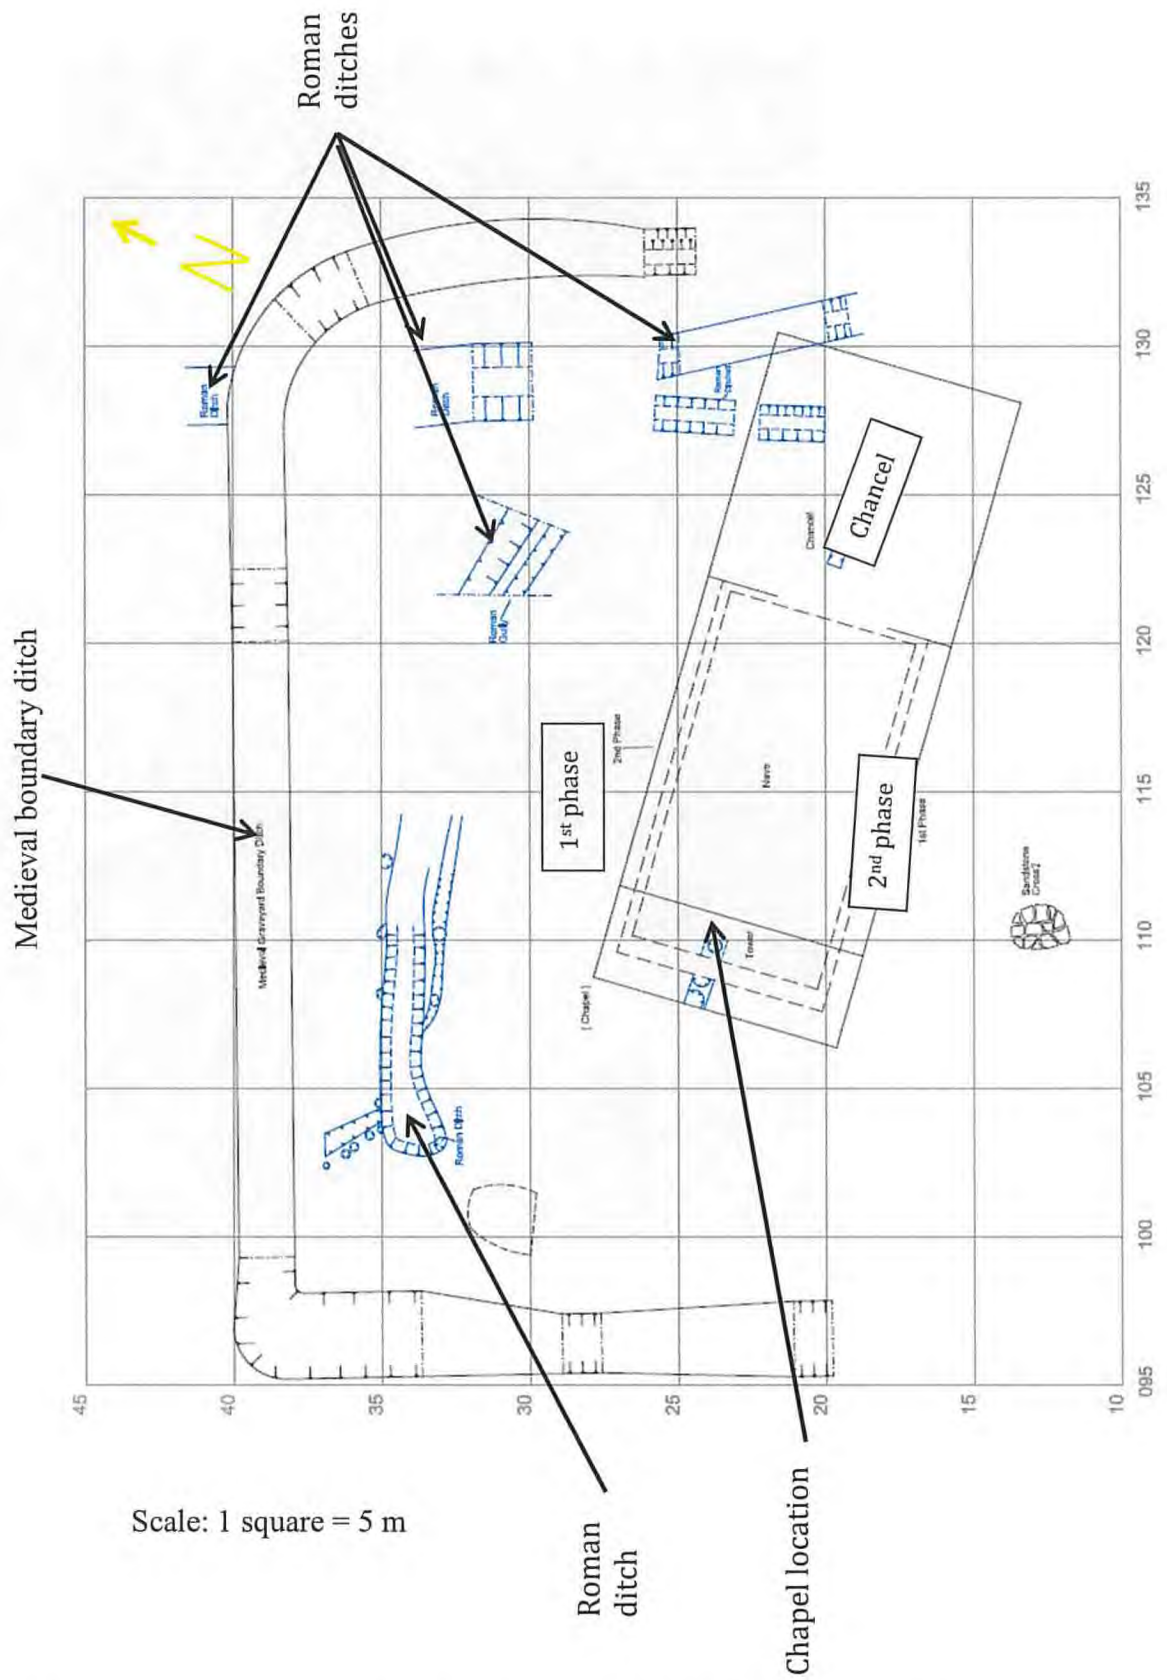 Medieval boundary ditch
Roman
ditches
N
Roman
Ditch
Roman
Ditch
Roman
Roman
Gully
Medieval Graveyard Boundary Ditch
Roman Ditch
1st phase
2nd Phase
Chancel
Chancel
Nave
2nd phase
1st Phase
[ Chapel ]
Tower
Sandstone
Cross?
45
40
35
30
25
20
15
10
095
100
105
110
115
120
125
130
135
Scale: 1 square = 5 m
Roman
ditch
Chapel location